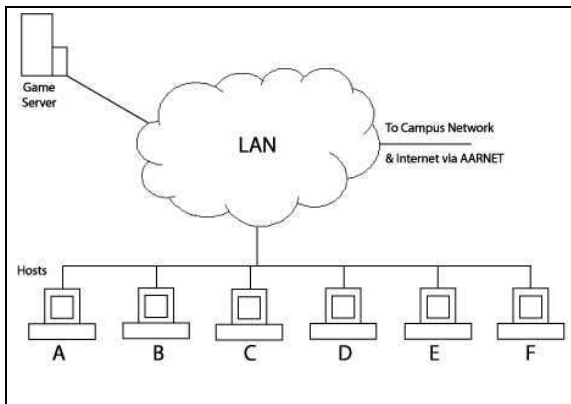 Game
Server
LAN
To Campus Network
& Internet via AARNET
Hosts
A B C D E F